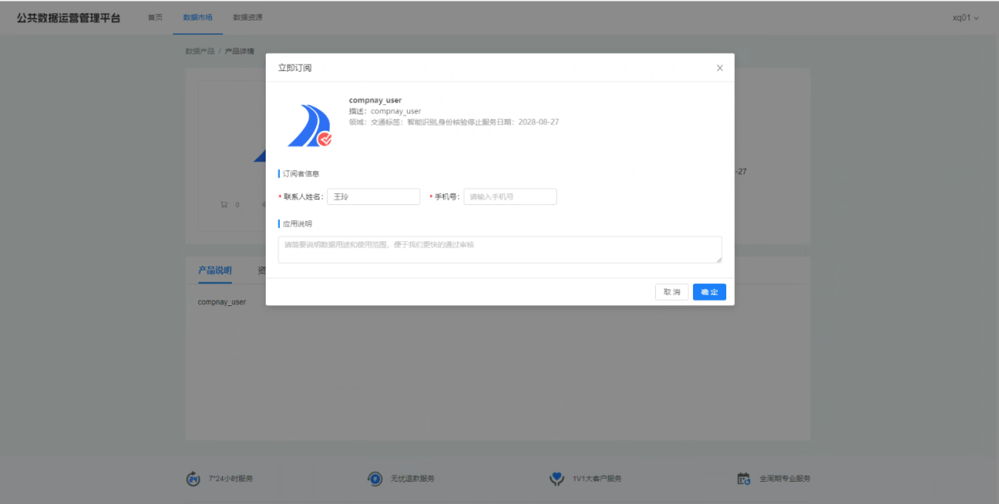 公共数据运营管理平台 首页 数据市场 数据资源 xq01
数据产品 / 产品详情
立即订阅
compnay_user
描述：compnay_user
领域：交通标签：智能识别,身份核验停止服务日期：2028-08-27
-27
订阅者信息
* 联系人姓名： 王玲 * 手机号： 请输入手机号
0
应用说明
请简要说明数据用途和使用范围，便于我们更快的通过审核
产品说明 资
取消 确定
compnay_user
7*24小时服务 无忧退款服务 1V1大客户服务 全周期专业服务